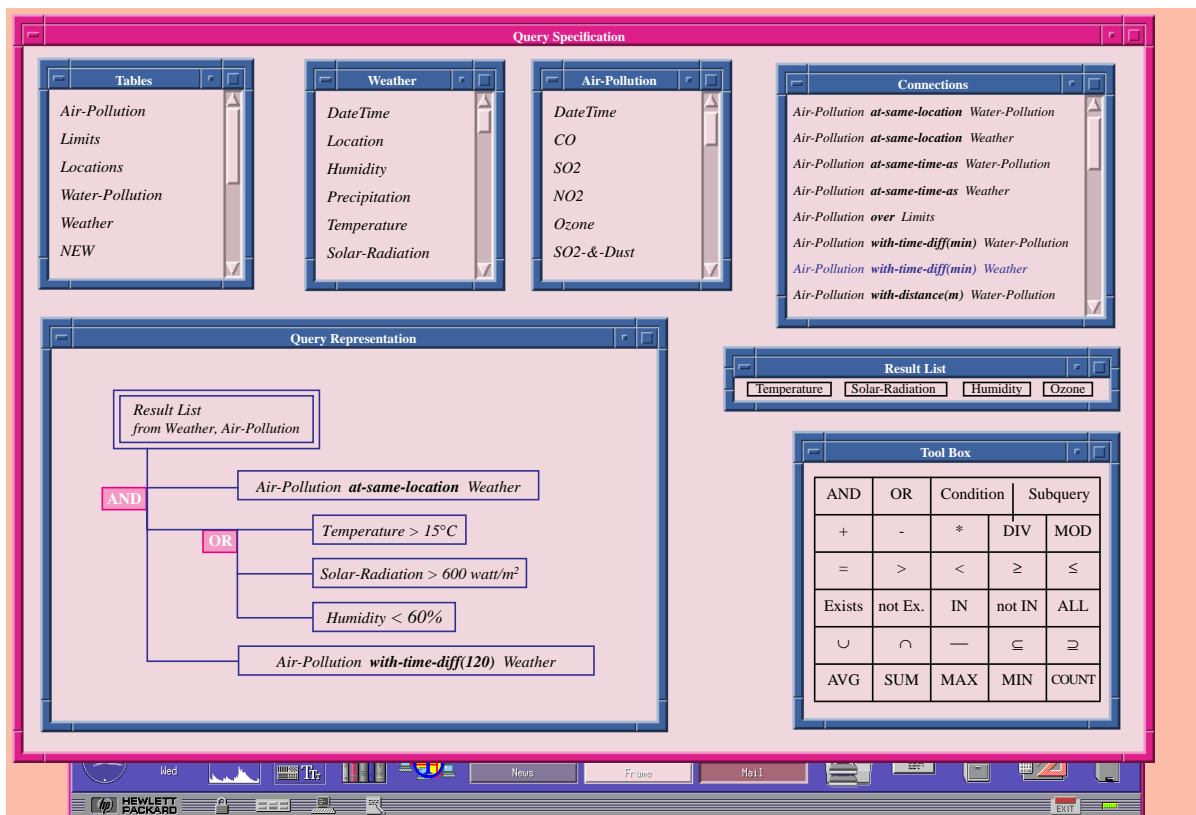 Query Specification
Tables
Air-Pollution
Limits
Locations
Water-Pollution
Weather
NEW
Weather
DateTime
Location
Humidity
Precipitation
Temperature
Solar-Radiation
Air-Pollution
DateTime
CO
SO2
NO2
Ozone
SO2-&-Dust
Connections
Air-Pollution at-same-location Water-Pollution
Air-Pollution at-same-location Weather
Air-Pollution at-same-time-as Water-Pollution
Air-Pollution at-same-time-as Weather
Air-Pollution over Limits
Air-Pollution with-time-diff(min) Water-Pollution
Air-Pollution with-time-diff(min) Weather
Air-Pollution with-distance(m) Water-Pollution
Query Representation
Result List
from Weather, Air-Pollution
AND
Air-Pollution at-same-location Weather
OR
Temperature > 15°C
Solar-Radiation > 600 watt/m²
Humidity < 60%
Air-Pollution with-time-diff(120) Weather
Result List
Temperature Solar-Radiation Humidity Ozone
Tool Box
AND OR Condition Subquery
+ - * DIV MOD
= > < ≥ ≤
Exists not Ex. IN not IN ALL
∪ ∩ — ⊆ ⊇
AVG SUM MAX MIN COUNT
Wed
News
Frame
Mail
hp HEWLETT
PACKARD
EXIT